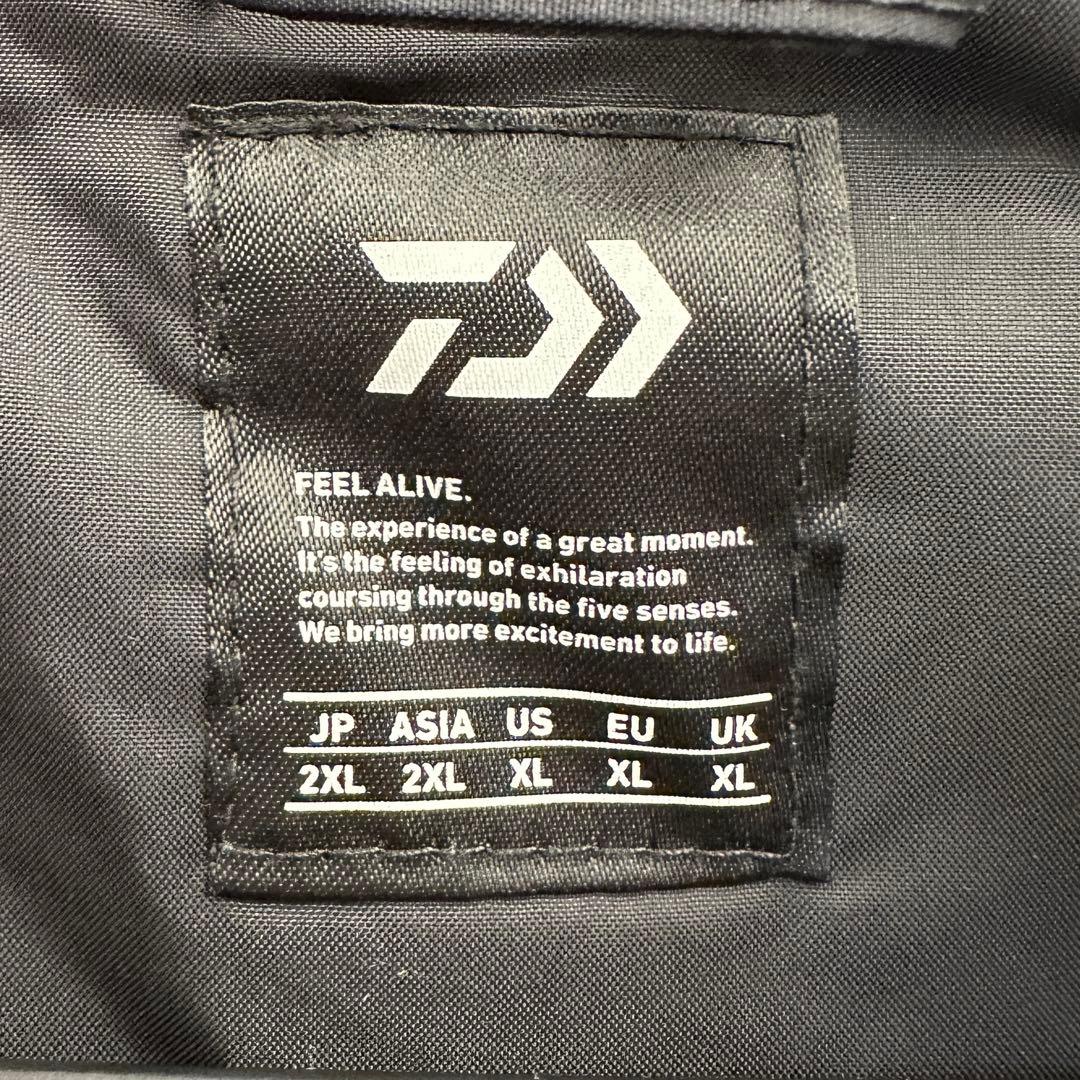 FEEL ALIVE.
The experience of a great moment.
It's the feeling of exhilaration
coursing through the five senses.
We bring more excitement to life.
JP ASIA US EU UK
2XL 2XL XL XL XL